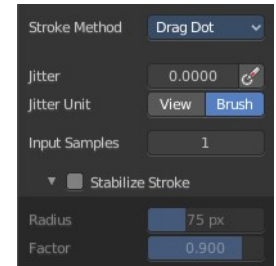 Stroke Method Drag Dot
Jitter 0.0000
Jitter Unit View Brush
Input Samples 1
Stabilize Stroke
Radius 75 px
Factor 0.900